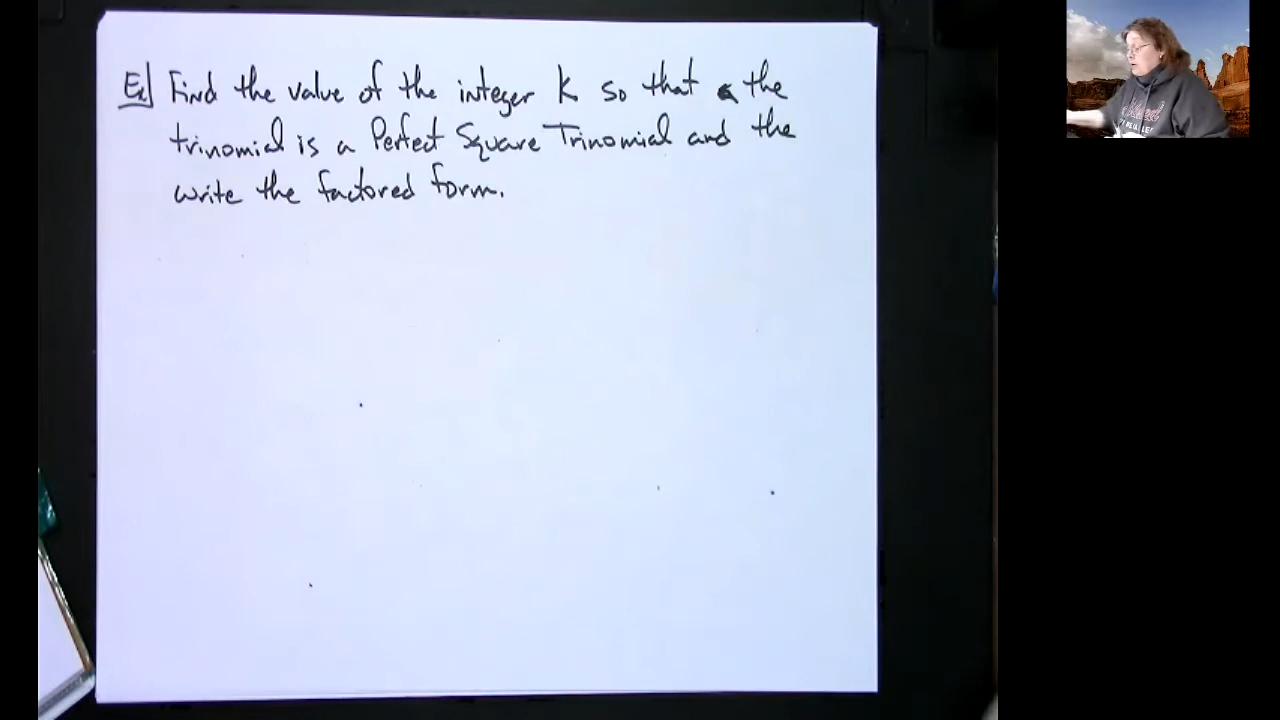 Ex] Find the value of the integer K so that the
trinomial is a Perfect Square Trinomial and the
write the factored form.